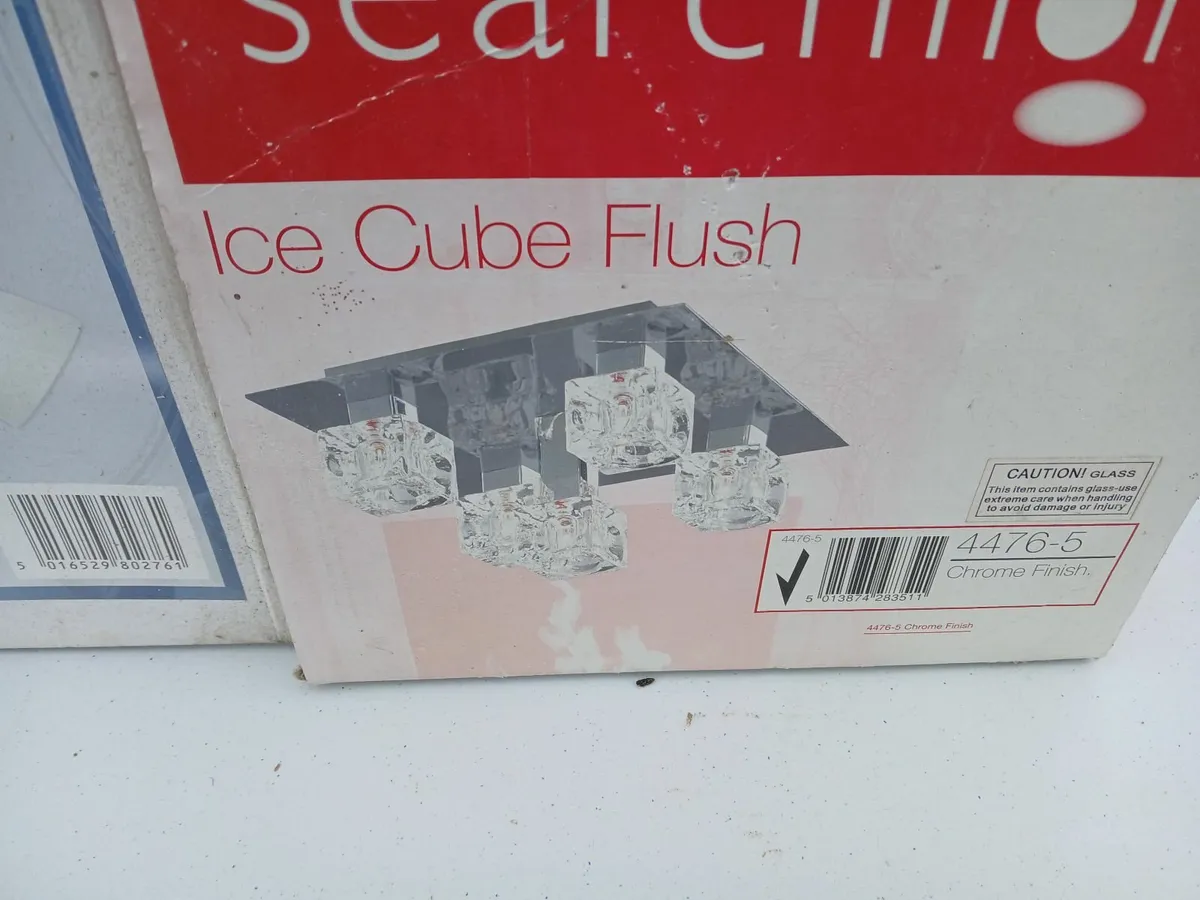 searchlight
Ice Cube Flush
CAUTION! GLASS
This item contains glass-use
extreme care when handling
to avoid damage or injury
4476-5
4476-5
Chrome Finish.
5 013874 283511
4476-5 Chrome Finish
5 016529 802761